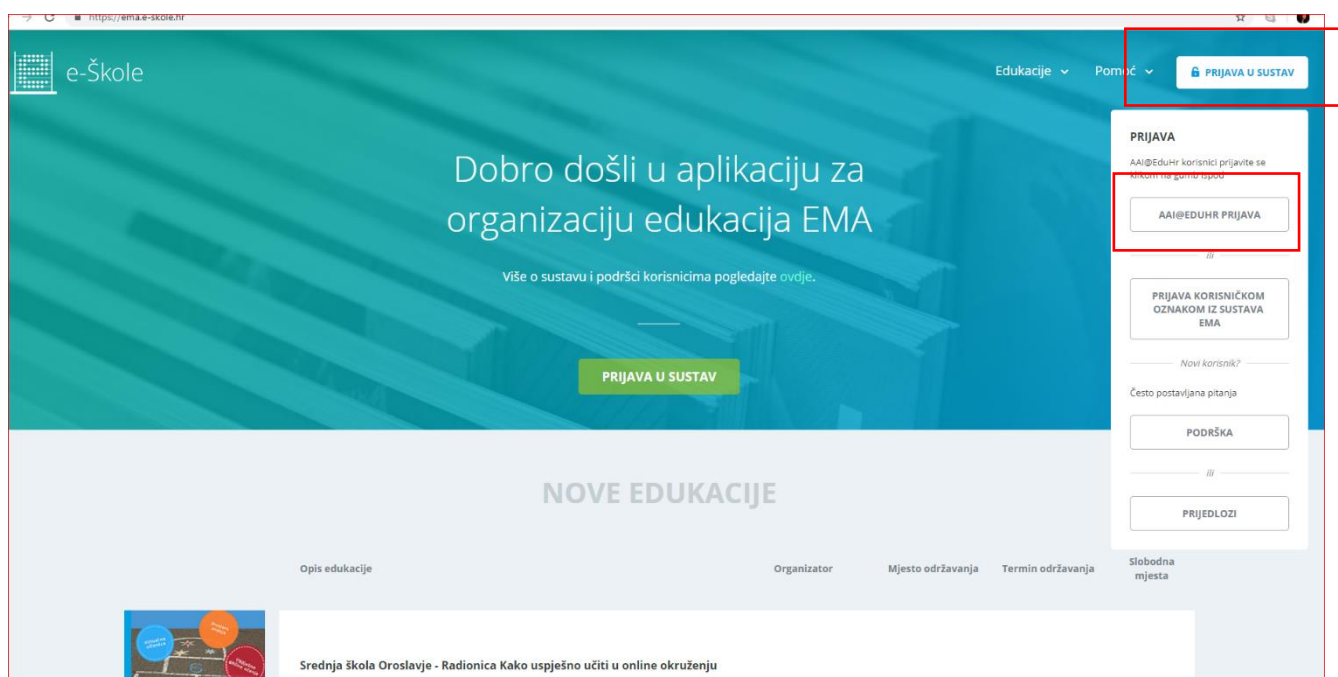 https://ema.e-skole.hr
e-Škole
Edukacije
Pomoć
PRIJAVA U SUSTAV
PRIJAVA
AAI@EduHr korisnici prijavite se
klikom na gumb ispod
AAI@EDUHR PRIJAVA
ili
PRIJAVA KORISNIČKOM
OZNAKOM IZ SUSTAVA
EMA
Novi korisnik?
Često postavljana pitanja
PODRŠKA
ili
PRIJEDLOZI
Dobro došli u aplikaciju za
organizaciju edukacija EMA
Više o sustavu i podršci korisnicima pogledajte ovdje.
PRIJAVA U SUSTAV
NOVE EDUKACIJE
Opis edukacije
Organizator
Mjesto održavanja
Termin održavanja
Slobodna
mjesta
Srednja škola Oroslavje - Radionica Kako uspješno učiti u online okruženju